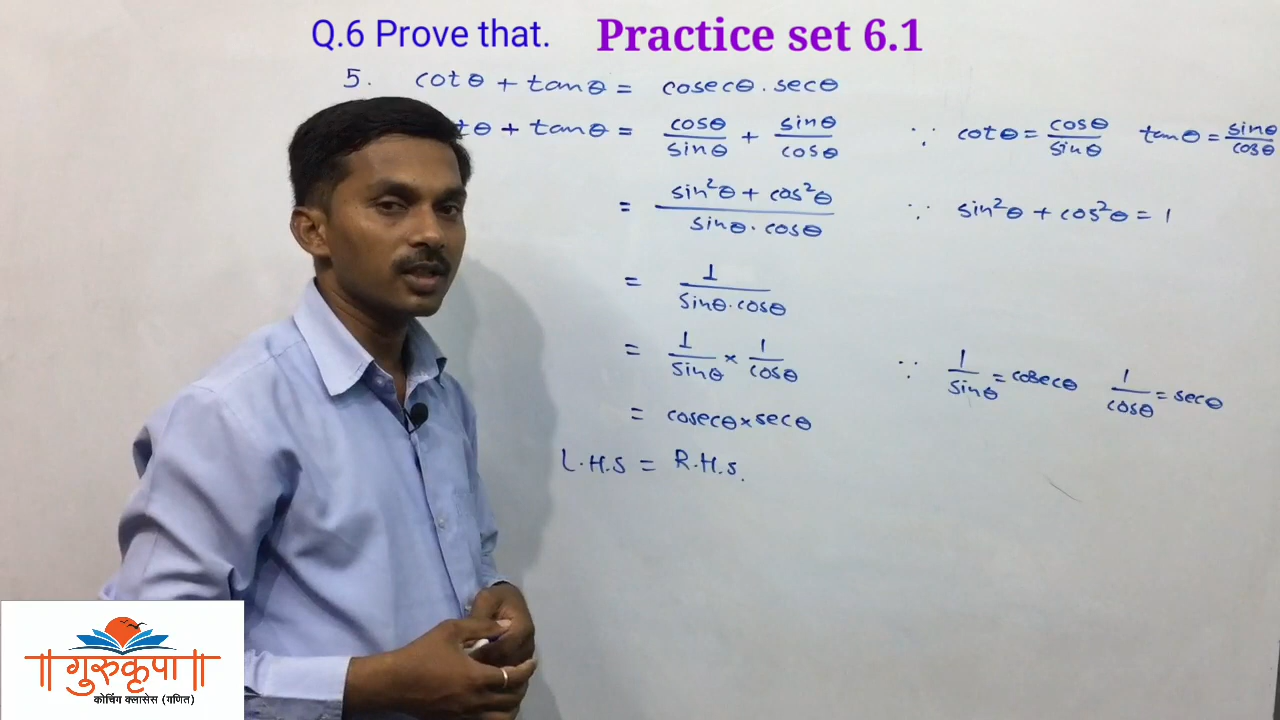 Q.6 Prove that. Practice set 6.1
5. cotθ + tanθ = cosecθ . secθ
tθ + tanθ = cosθ/sinθ + sinθ/cosθ ∵ cotθ = cosθ/sinθ tanθ = sinθ/cosθ
= sin²θ + cos²θ / sinθ . cosθ ∵ sin²θ + cos²θ = 1
= 1 / sinθ . cosθ
= 1/sinθ × 1/cosθ ∵ 1/sinθ = cosecθ 1/cosθ = secθ
= cosecθ × secθ
L.H.S = R.H.S.
॥गुरुकृपा॥
कोचिंग क्लासेस (गणित)